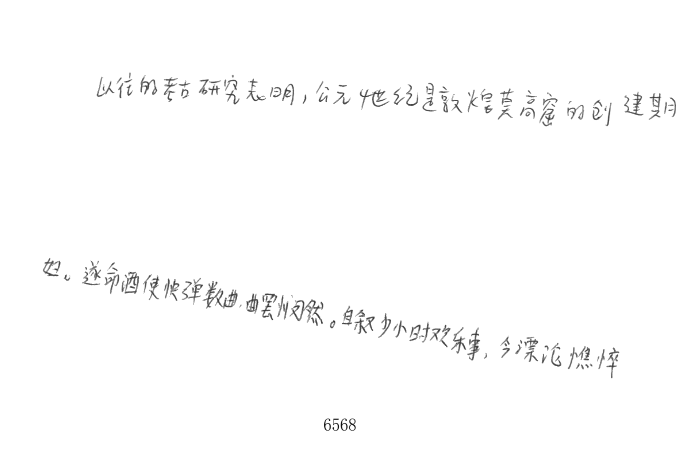 以往的考古研究表明,公元4世纪是敦煌莫高窟的创建期
妇。遂命酒使快弹数曲.曲罢悯然。自叙少小时欢乐事,今漂沦憔悴
6568